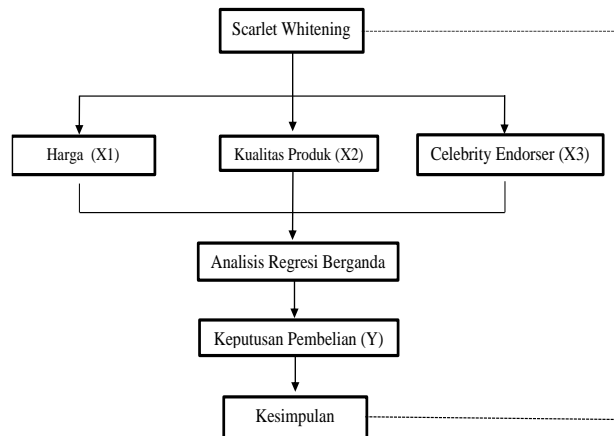 Scarlet Whitening
Harga (X1)
Kualitas Produk (X2)
Celebrity Endorser (X3)
Analisis Regresi Berganda
Keputusan Pembelian (Y)
Kesimpulan